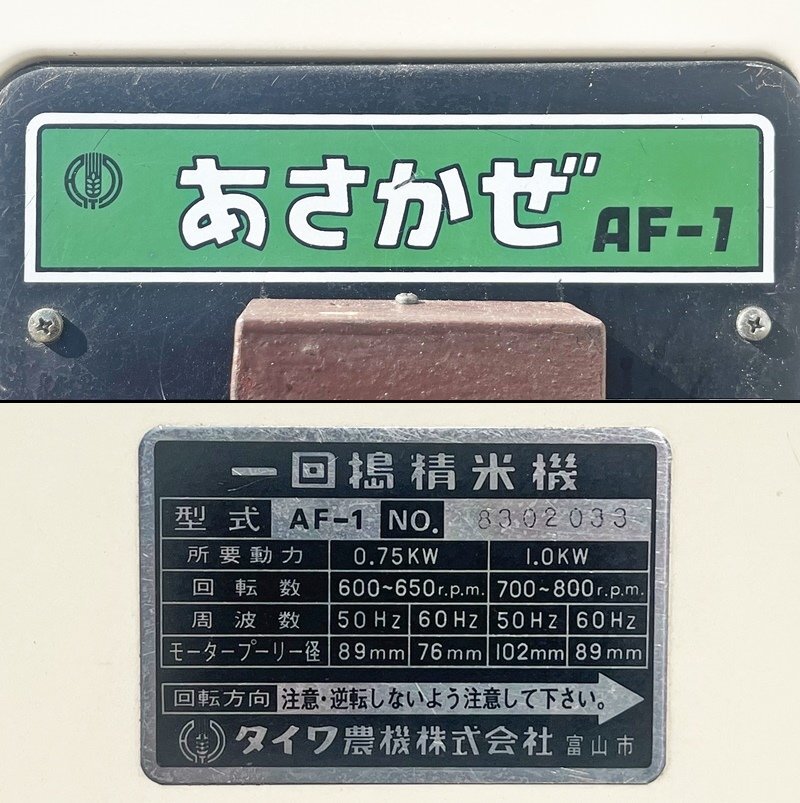 あさかぜ AF-1
一回搗精米機
型式 AF-1 NO. 8302033
所要動力 0.75KW 1.0KW
回転数 600~650r.p.m. 700~800r.p.m.
周波数 50Hz 60Hz 50Hz 60Hz
モータープーリー径 89mm 76mm 102mm 89mm
回転方向 注意・逆転しないよう注意して下さい。
タイワ農機株式会社 富山市